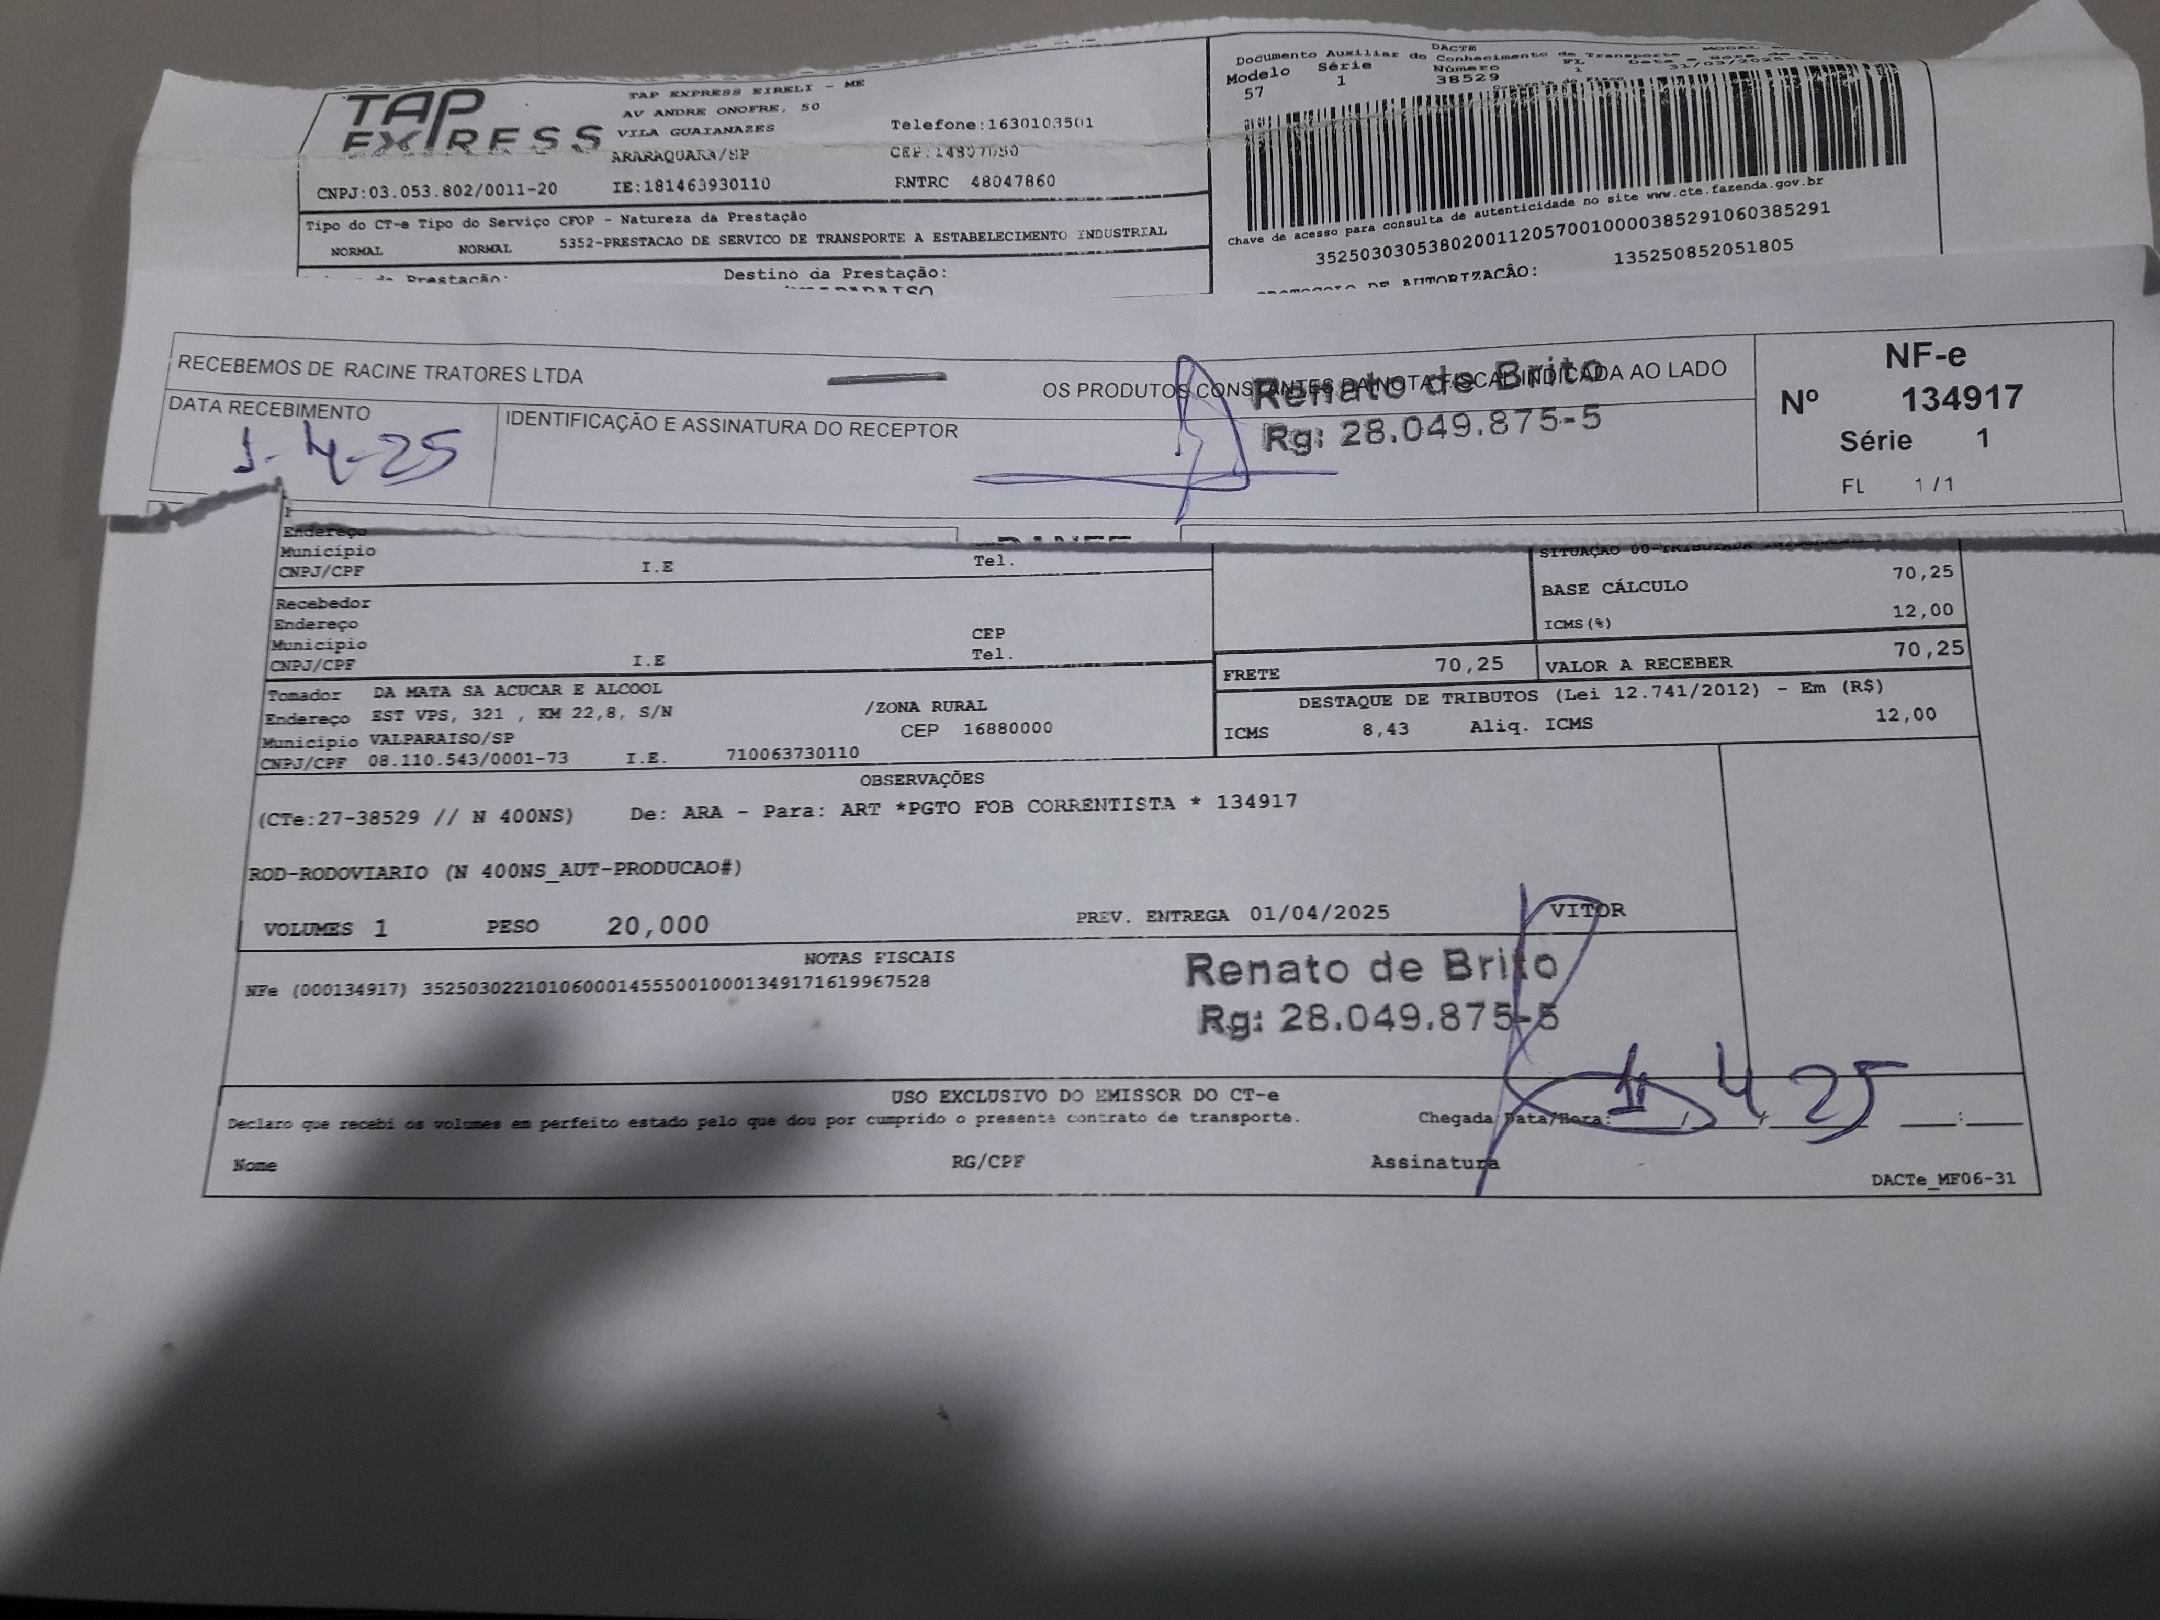 TAP EXPRESS
TAP EXPRESS EIRELI - ME
AV ANDRE ONOFRE, 50
VILA GUAIANAZES
Telefone:1630103501
ARARAQUARA/SP
CNPJ:03.053.802/0011-20 IE:181463930110 RNTRC 48047860
Tipo do CT-e Tipo do Serviço CFOP - Natureza da Prestação
NORMAL NORMAL 5352-PRESTACAO DE SERVICO DE TRANSPORTE A ESTABELECIMENTO INDUSTRIAL
Prestação: Destino da Prestação:
DACTE
Documento Auxiliar do Conhecimento de Transporte
Modelo Série Número FL
57 1 38529 1
Chave de acesso para consulta de autenticidade no site www.cte.fazenda.gov.br
35250303053802001120570010000385291060385291
PROTOCOLO DE AUTORIZACÂO: 135250852051805
RECEBEMOS DE RACINE TRATORES LTDA OS PRODUTOS CONSTANTES DA NOTA FISCAL INDICADA AO LADO
Renato de Brito
Rg: 28.049.875-5
DATA RECEBIMENTO
1-4-25
IDENTIFICAÇÃO E ASSINATURA DO RECEPTOR
NF-e
Nº 134917
Série 1
FL 1 / 1
DANFE
Endereço
Município
CNPJ/CPF I.E Tel.
Recebedor
Endereço
Município CEP
CNPJ/CPF I.E Tel.
BASE CÁLCULO 70,25
ICMS(%) 12,00
FRETE 70,25 VALOR A RECEBER 70,25
DESTAQUE DE TRIBUTOS (Lei 12.741/2012) - Em (R$)
ICMS 8,43 Aliq. ICMS 12,00
Tomador DA MATA SA ACUCAR E ALCOOL
Endereço EST VPS, 321 , KM 22,8, S/N /ZONA RURAL
Município VALPARAISO/SP CEP 16880000
CNPJ/CPF 08.110.543/0001-73 I.E. 710063730110
OBSERVAÇÕES
(CTe:27-38529 // N 400NS) De: ARA - Para: ART *PGTO FOB CORRENTISTA * 134917
ROD-RODOVIARIO (N 400NS_AUT-PRODUCAO#)
VOLUMES 1 PESO 20,000 PREV. ENTREGA 01/04/2025 VITOR
NOTAS FISCAIS
NFe (000134917) 35250302210106000145550010001349171619967528
Renato de Brito
Rg: 28.049.875-5
USO EXCLUSIVO DO EMISSOR DO CT-e
Declaro que recebi os volumes em perfeito estado pelo que dou por cumprido o presente contrato de transporte. Chegada Data/Hora: 1 / 4 / 25 :
Nome RG/CPF Assinatura
DACTe_MF06-31